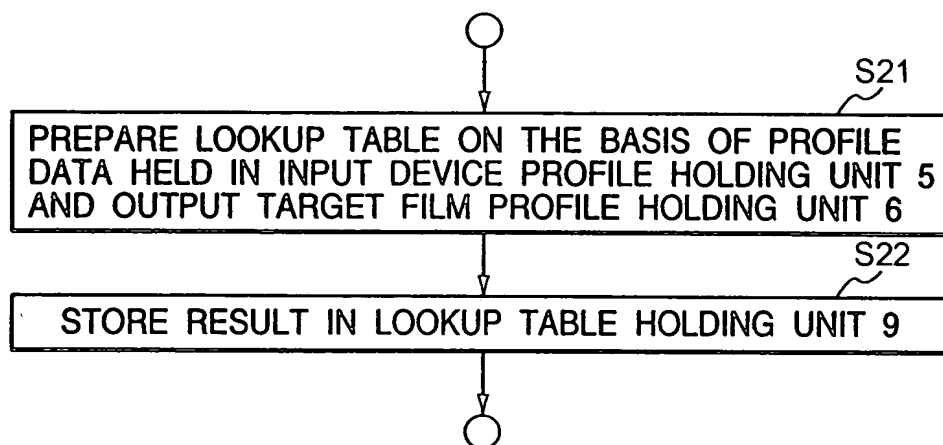 S21
PREPARE LOOKUP TABLE ON THE BASIS OF PROFILE
DATA HELD IN INPUT DEVICE PROFILE HOLDING UNIT 5
AND OUTPUT TARGET FILM PROFILE HOLDING UNIT 6
S22
STORE RESULT IN LOOKUP TABLE HOLDING UNIT 9